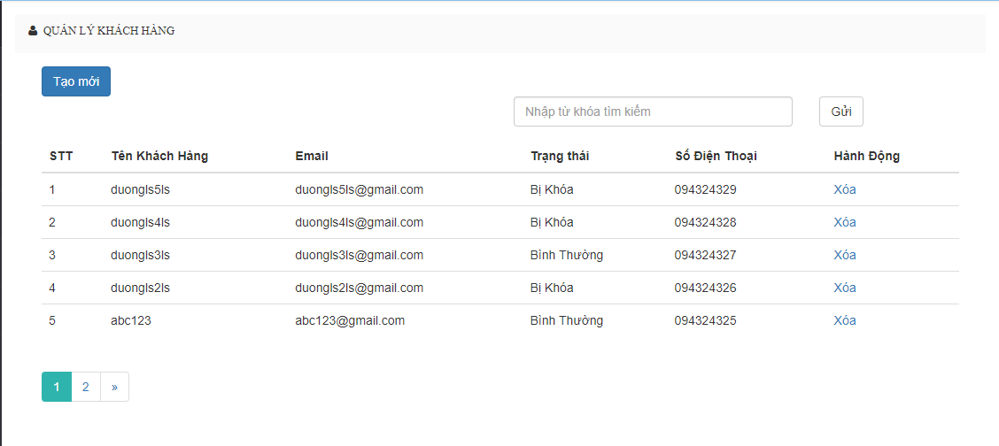 QUẢN LÝ KHÁCH HÀNG
Tạo mới
Nhập từ khóa tìm kiếm Gửi
STT Tên Khách Hàng Email Trạng thái Số Điện Thoại Hành Động
1 duongls5ls duongls5ls@gmail.com Bị Khóa 094324329 Xóa
2 duongls4ls duongls4ls@gmail.com Bị Khóa 094324328 Xóa
3 duongls3ls duongls3ls@gmail.com Bình Thường 094324327 Xóa
4 duongls2ls duongls2ls@gmail.com Bị Khóa 094324326 Xóa
5 abc123 abc123@gmail.com Bình Thường 094324325 Xóa
1 2 »